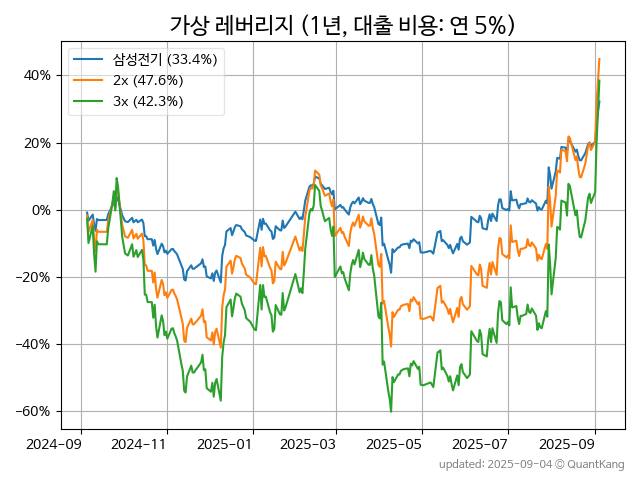 가상 레버리지 (1년, 대출 비용: 연 5%)
삼성전기 (33.4%)
2x (47.6%)
3x (42.3%)
40%
20%
0%
−20%
−40%
−60%
2024-09
2024-11
2025-01
2025-03
2025-05
2025-07
2025-09
updated: 2025-09-04 © QuantKang